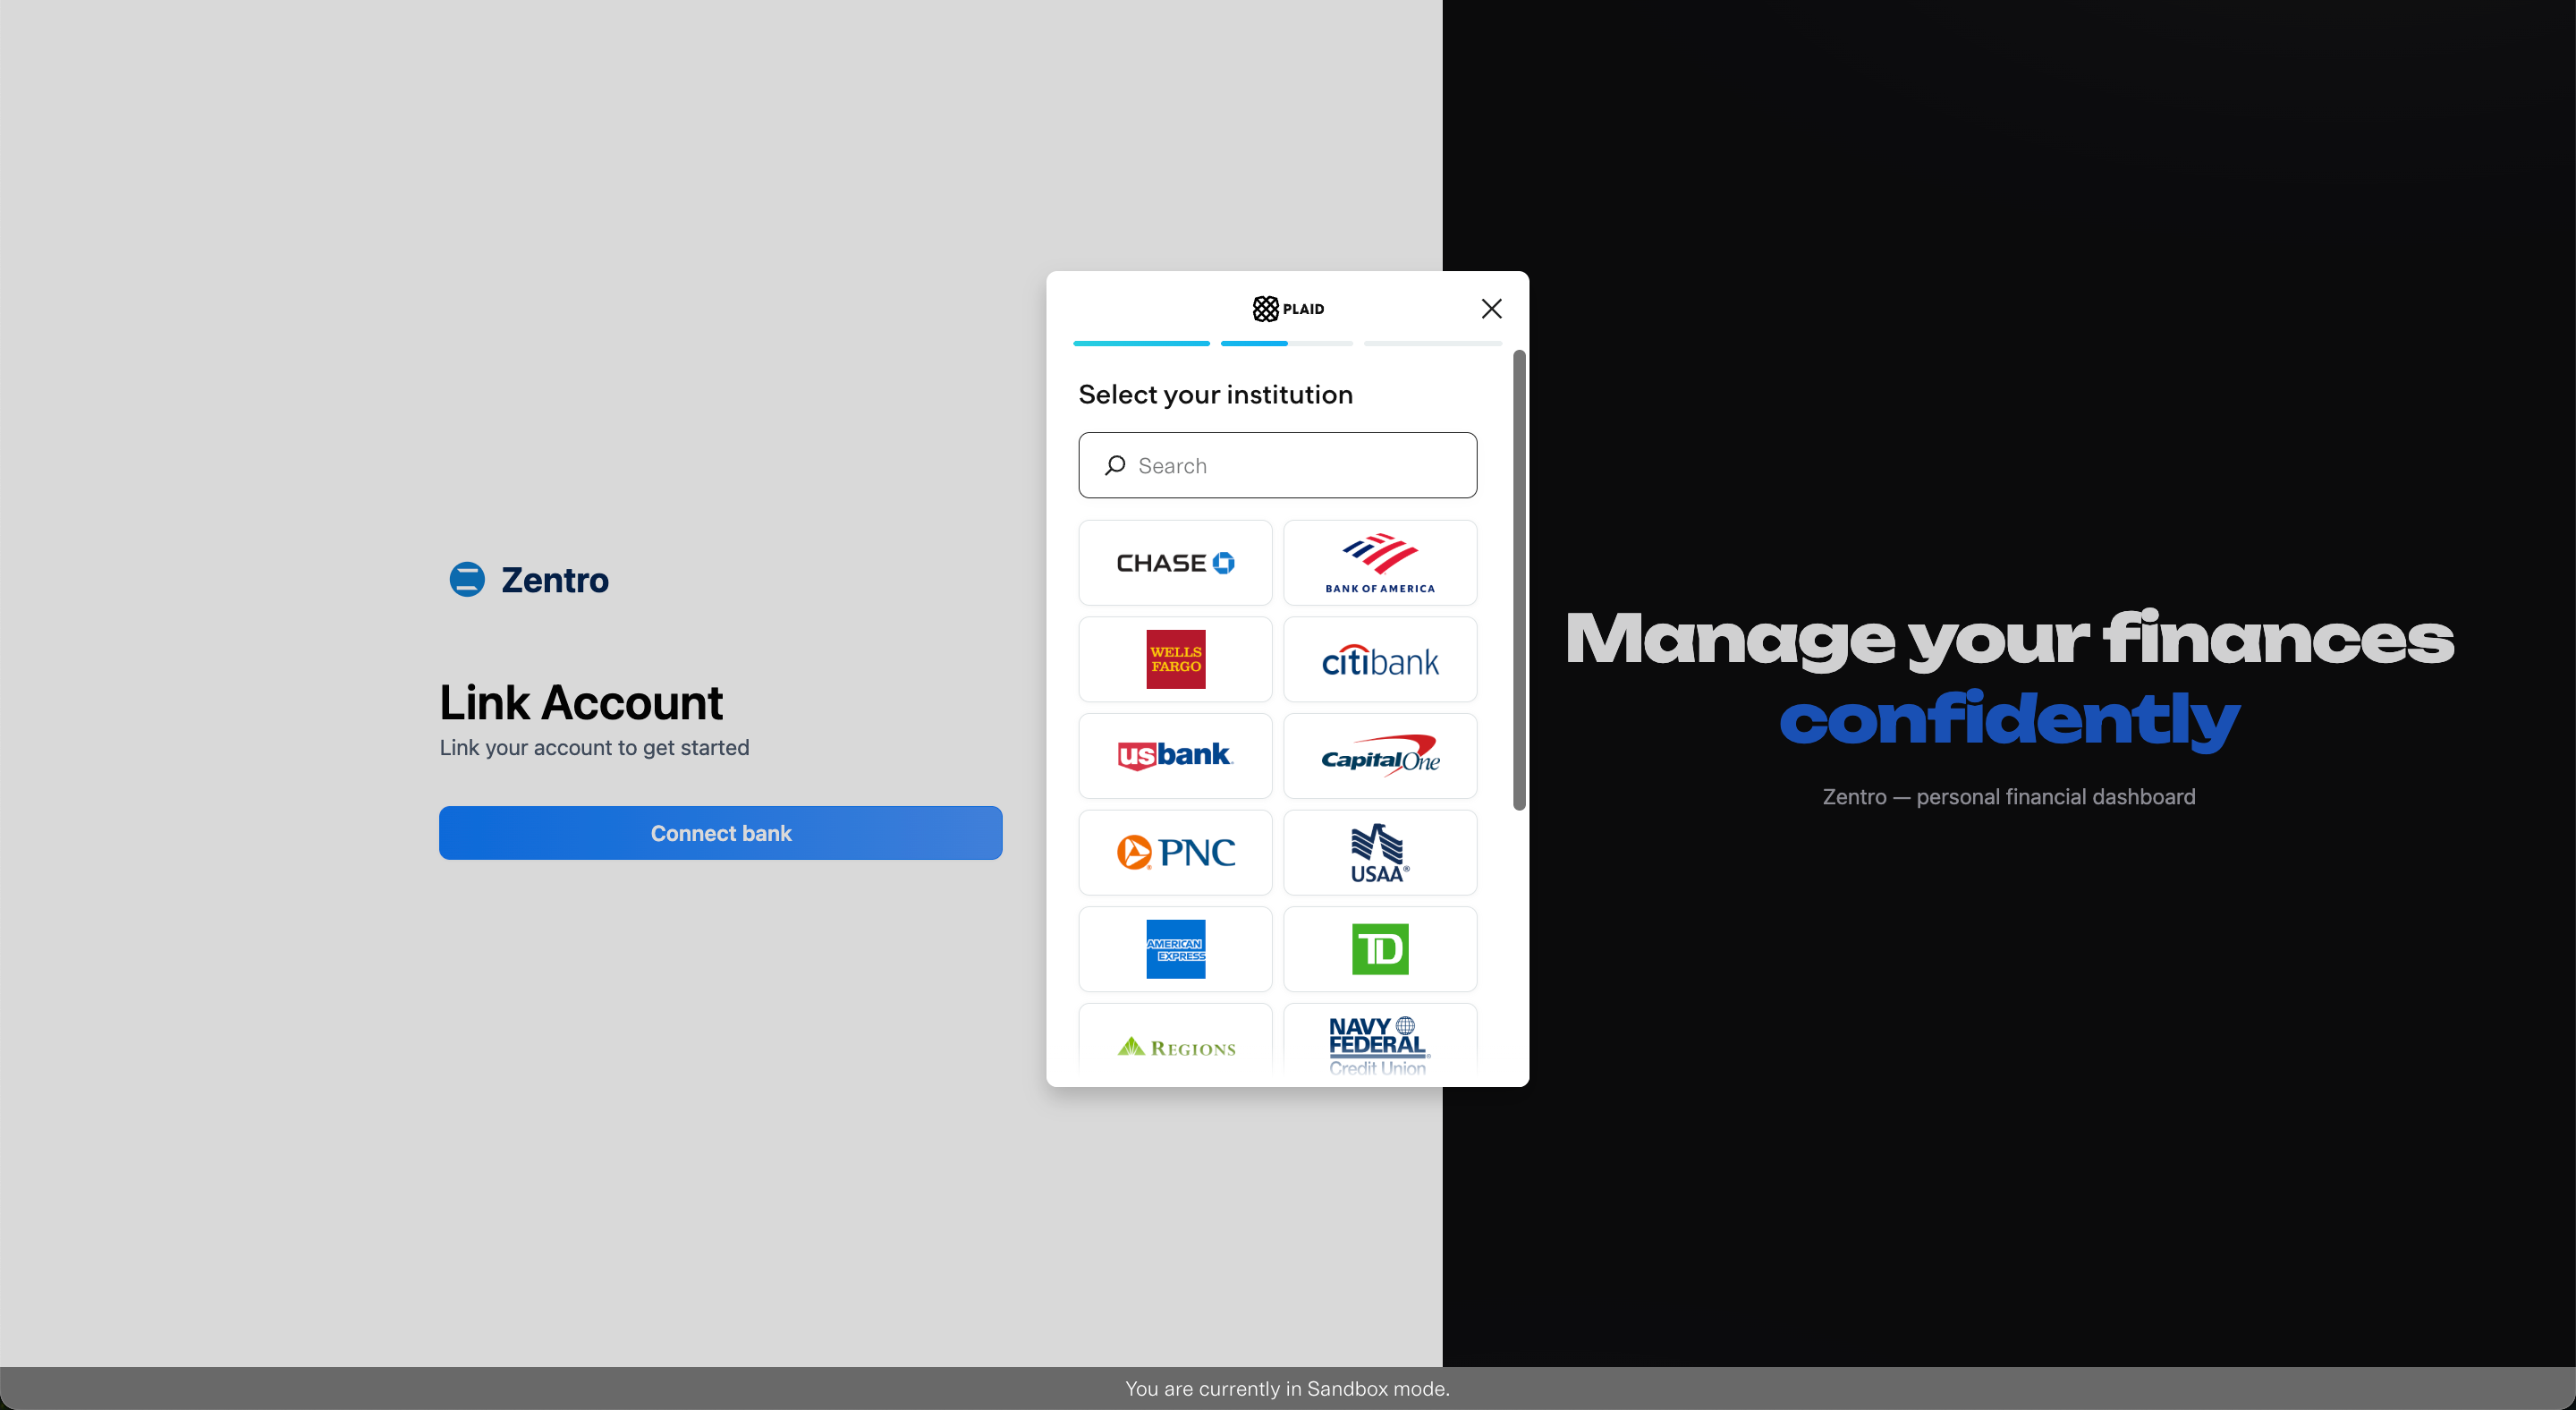 Zentro
Link Account
Link your account to get started
Connect bank
PLAID
Select your institution
Search
CHASE
BANK OF AMERICA
WELLS
FARGO
citibank
usbank
CapitalOne
PNC
USAA®
AMERICAN
EXPRESS
TD
REGIONS
NAVY
FEDERAL
Credit Union
Manage your finances
confidently
Zentro — personal financial dashboard
You are currently in Sandbox mode.